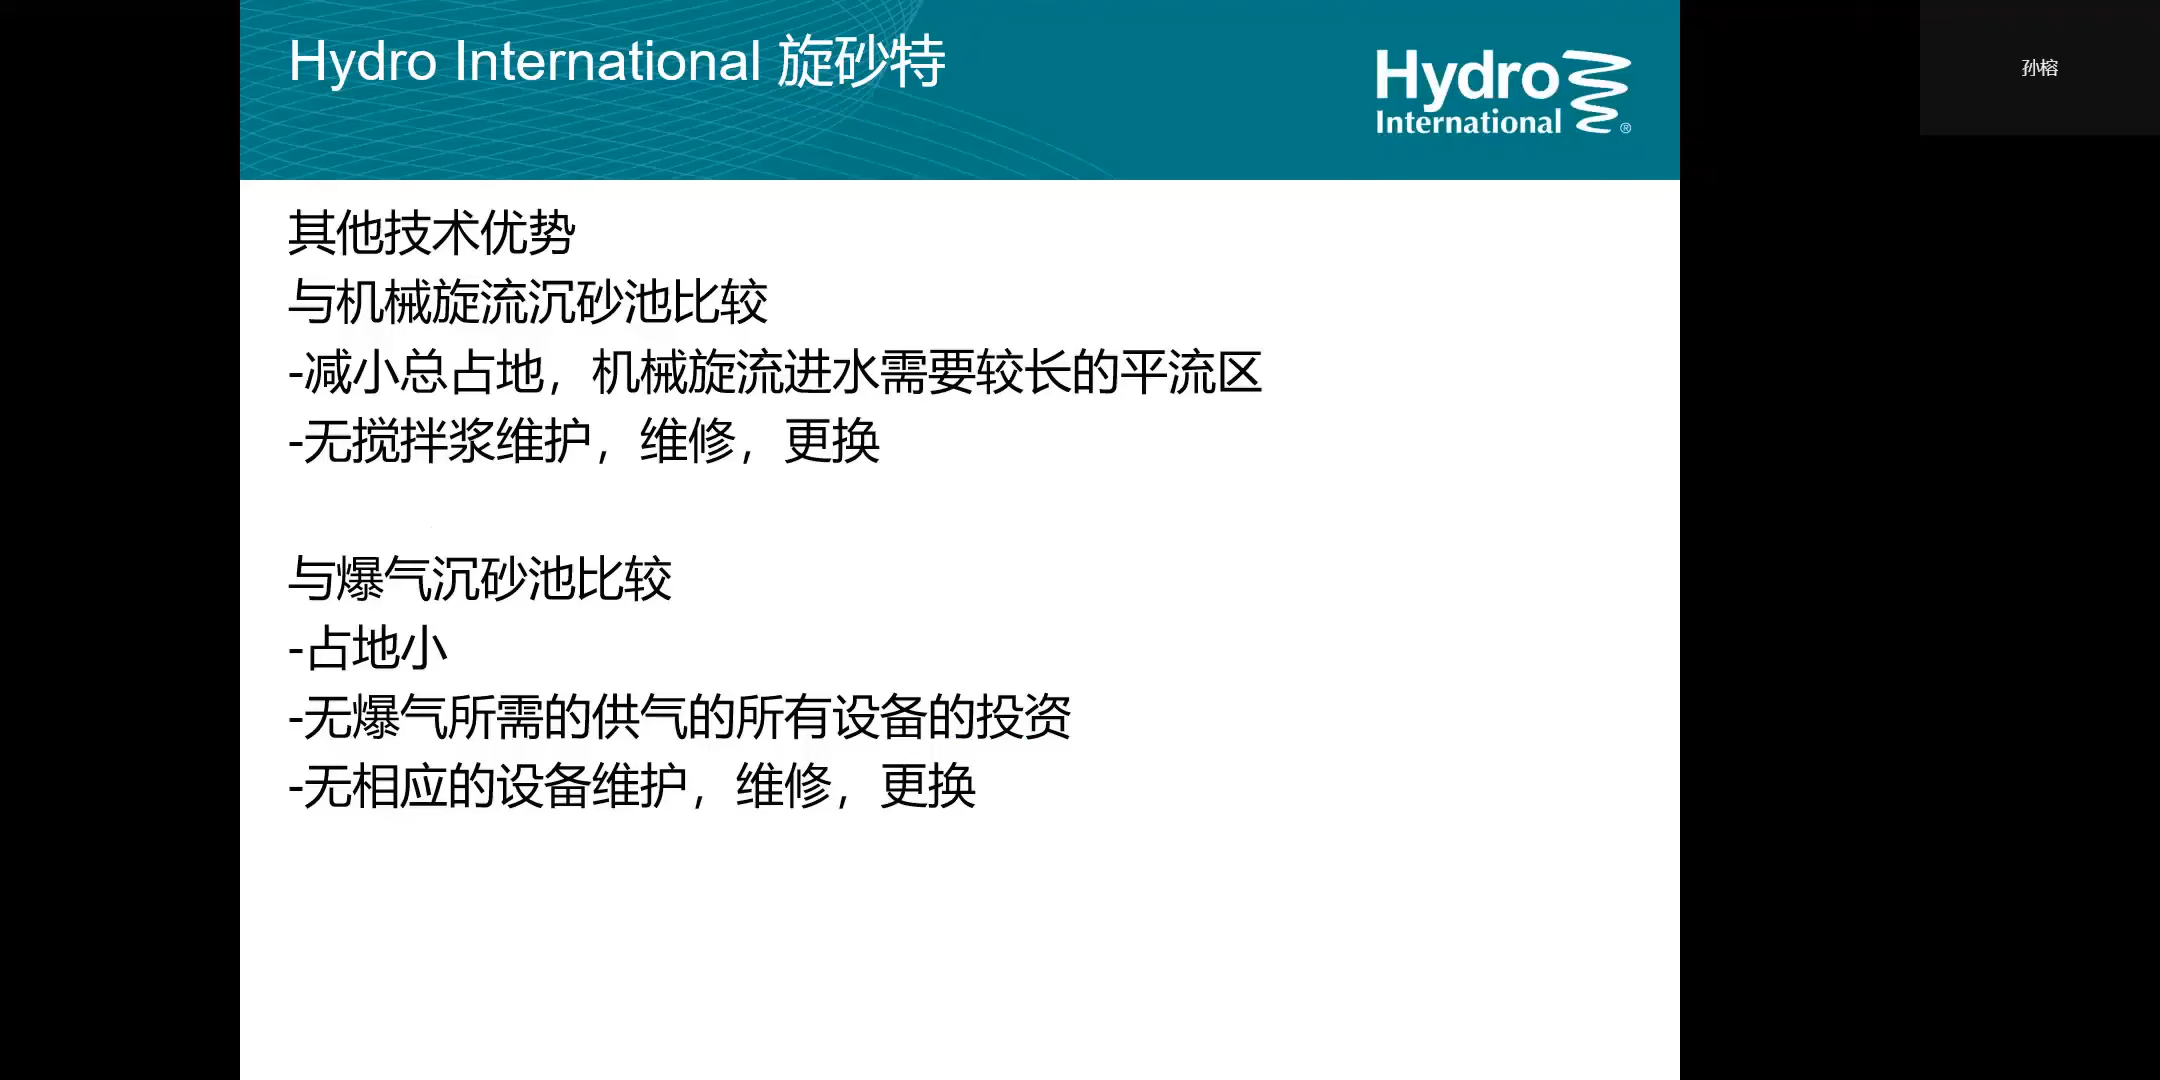 Hydro International 旋砂特
Hydro
International ®
孙榕
其他技术优势
与机械旋流沉砂池比较
-减小总占地，机械旋流进水需要较长的平流区
-无搅拌浆维护，维修，更换
与爆气沉砂池比较
-占地小
-无爆气所需的供气的所有设备的投资
-无相应的设备维护，维修，更换